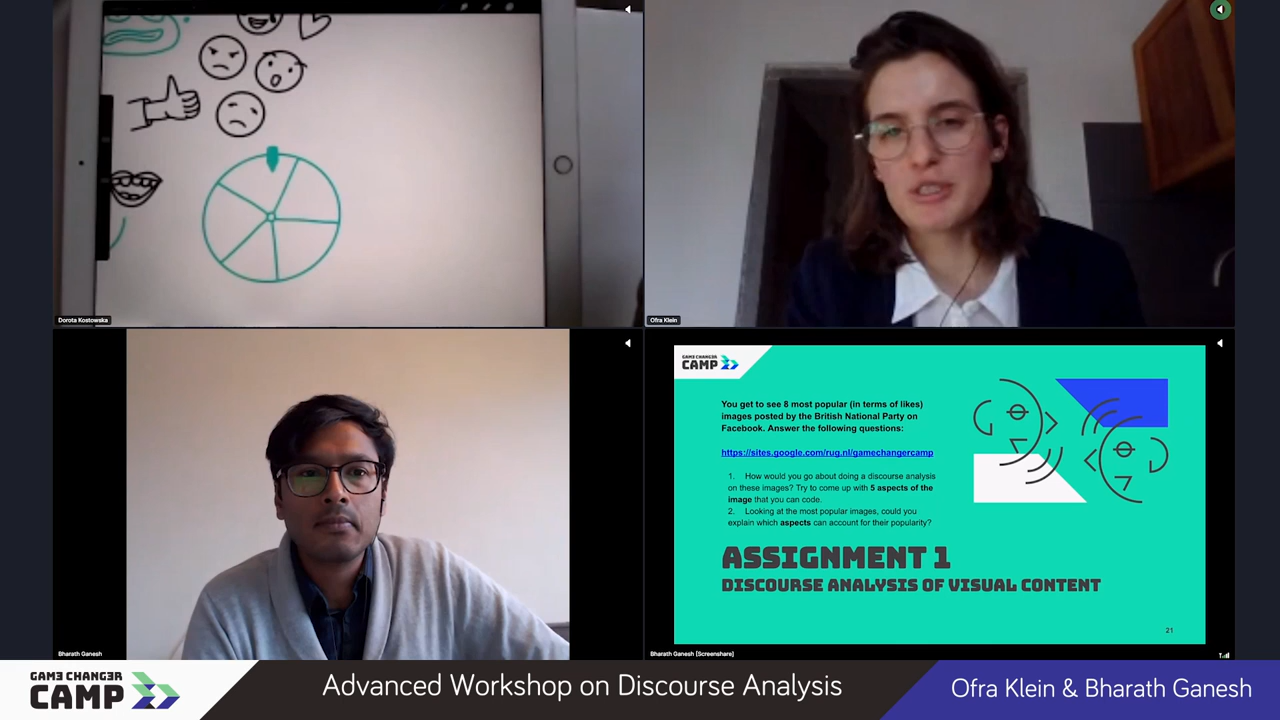 Dorota Kostowska
Ofra Klein
Bharath Ganesh
GAME CHANGER
CAMP
You get to see 8 most popular (in terms of likes)
images posted by the British National Party on
Facebook. Answer the following questions:
https://sites.google.com/rug.nl/gamechangercamp
1. How would you go about doing a discourse analysis
on these images? Try to come up with 5 aspects of the
image that you can code.
2. Looking at the most popular images, could you
explain which aspects can account for their popularity?
ASSIGNMENT 1
DISCOURSE ANALYSIS OF VISUAL CONTENT
21
Bharath Ganesh [Screenshare]
GAME CHANGER
CAMP
Advanced Workshop on Discourse Analysis
Ofra Klein & Bharath Ganesh